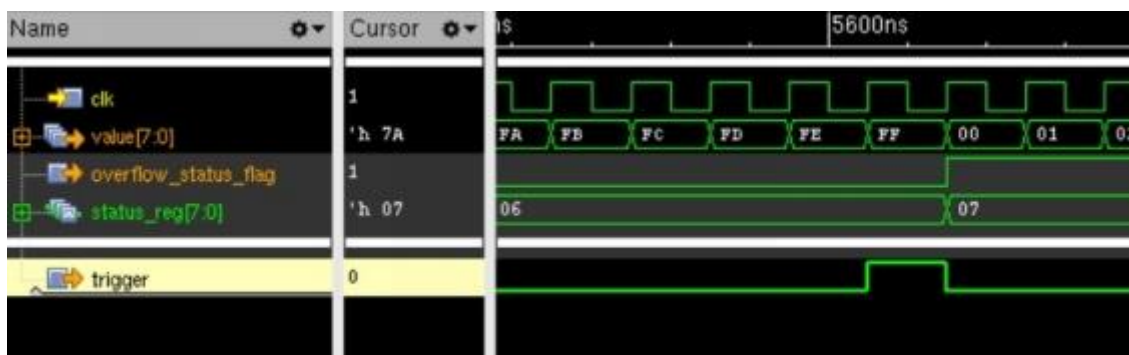 Name Cursor s 5600ns
clk 1
value[7:0] 'h 7A FA FB FC FD FE FF 00 01
overflow_status_flag 1
status_reg[7:0] 'h 07 06 07
trigger 0